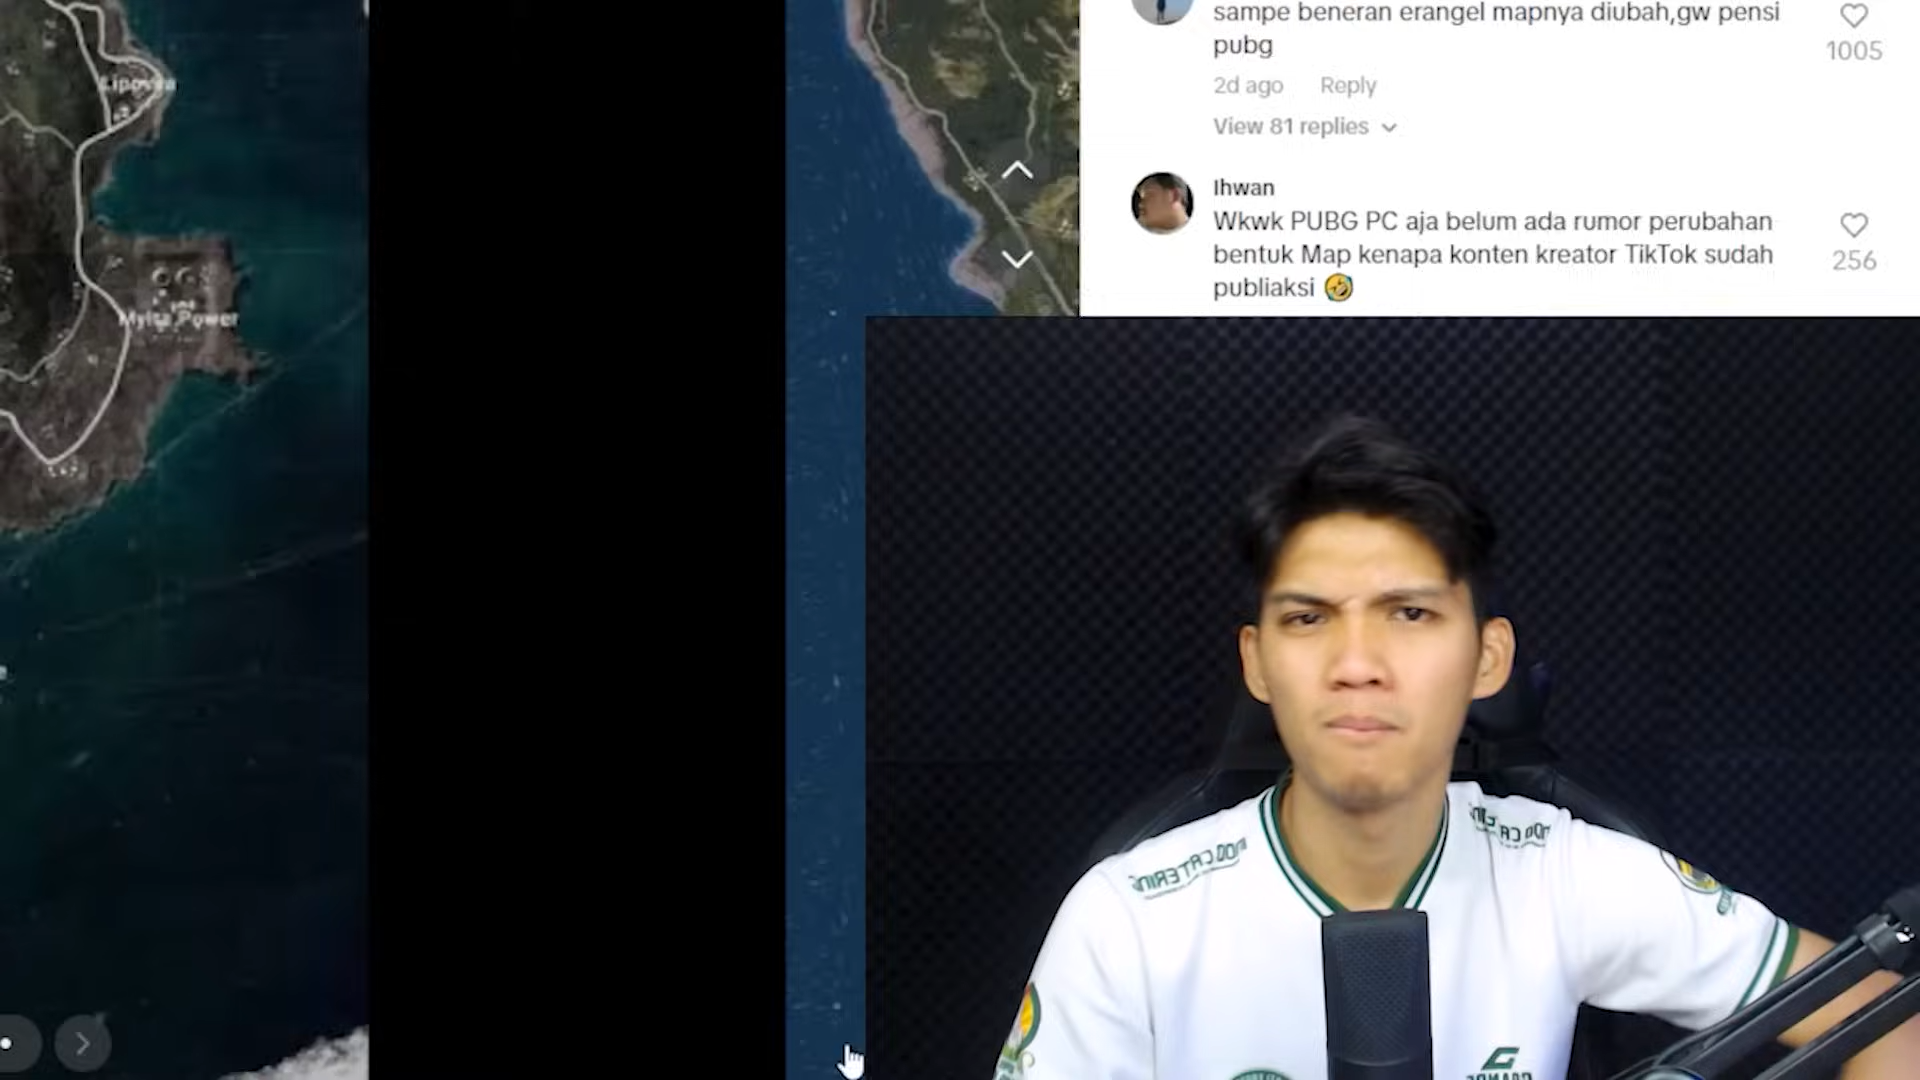 sampe beneran erangel mapnya diubah,gw pensi
pubg
1005
2d ago Reply
View 81 replies
Ihwan
Wkwk PUBG PC aja belum ada rumor perubahan
bentuk Map kenapa konten kreator TikTok sudah
publiaksi 🤣
256
Lipovka
Mylta Power